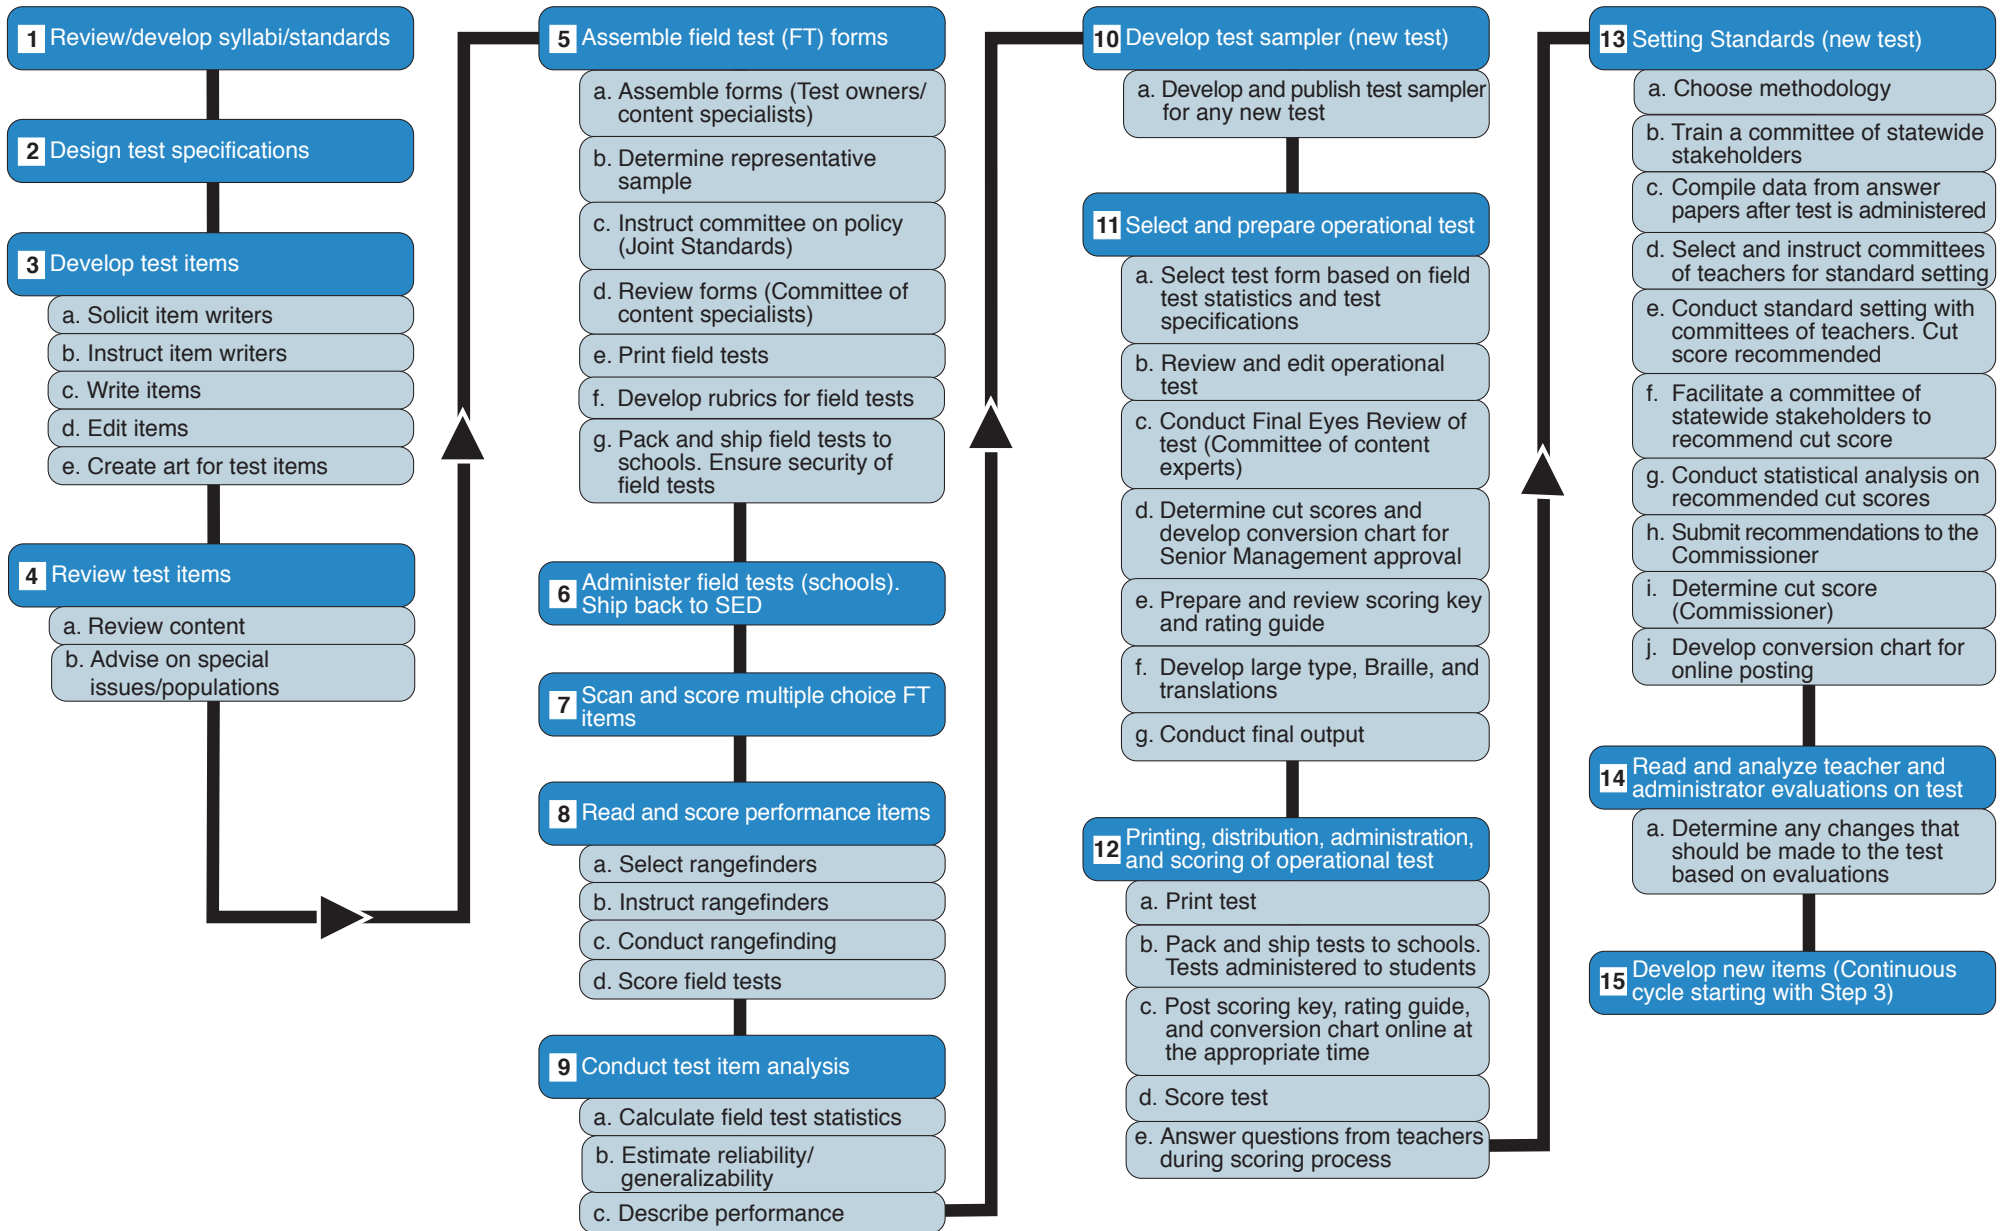 1 Review/develop syllabi/standards
2 Design test specifications
3 Develop test items
a. Solicit item writers
b. Instruct item writers
c. Write items
d. Edit items
e. Create art for test items
4 Review test items
a. Review content
b. Advise on special
issues/populations
5 Assemble field test (FT) forms
a. Assemble forms (Test owners/
content specialists)
b. Determine representative
sample
c. Instruct committee on policy
(Joint Standards)
d. Review forms (Committee of
content specialists)
e. Print field tests
f. Develop rubrics for field tests
g. Pack and ship field tests to
schools. Ensure security of
field tests
6 Administer field tests (schools).
Ship back to SED
7 Scan and score multiple choice FT
items
8 Read and score performance items
a. Select rangefinders
b. Instruct rangefinders
c. Conduct rangefinding
d. Score field tests
9 Conduct test item analysis
a. Calculate field test statistics
b. Estimate reliability/
generalizability
c. Describe performance
10 Develop test sampler (new test)
a. Develop and publish test sampler
for any new test
11 Select and prepare operational test
a. Select test form based on field
test statistics and test
specifications
b. Review and edit operational
test
c. Conduct Final Eyes Review of
test (Committee of content
experts)
d. Determine cut scores and
develop conversion chart for
Senior Management approval
e. Prepare and review scoring key
and rating guide
f. Develop large type, Braille, and
translations
g. Conduct final output
12 Printing, distribution, administration,
and scoring of operational test
a. Print test
b. Pack and ship tests to schools.
Tests administered to students
c. Post scoring key, rating guide,
and conversion chart online at
the appropriate time
d. Score test
e. Answer questions from teachers
during scoring process
13 Setting Standards (new test)
a. Choose methodology
b. Train a committee of statewide
stakeholders
c. Compile data from answer
papers after test is administered
d. Select and instruct committees
of teachers for standard setting
e. Conduct standard setting with
committees of teachers. Cut
score recommended
f. Facilitate a committee of
statewide stakeholders to
recommend cut score
g. Conduct statistical analysis on
recommended cut scores
h. Submit recommendations to the
Commissioner
i. Determine cut score
(Commissioner)
j. Develop conversion chart for
online posting
14 Read and analyze teacher and
administrator evaluations on test
a. Determine any changes that
should be made to the test
based on evaluations
15 Develop new items (Continuous
cycle starting with Step 3)